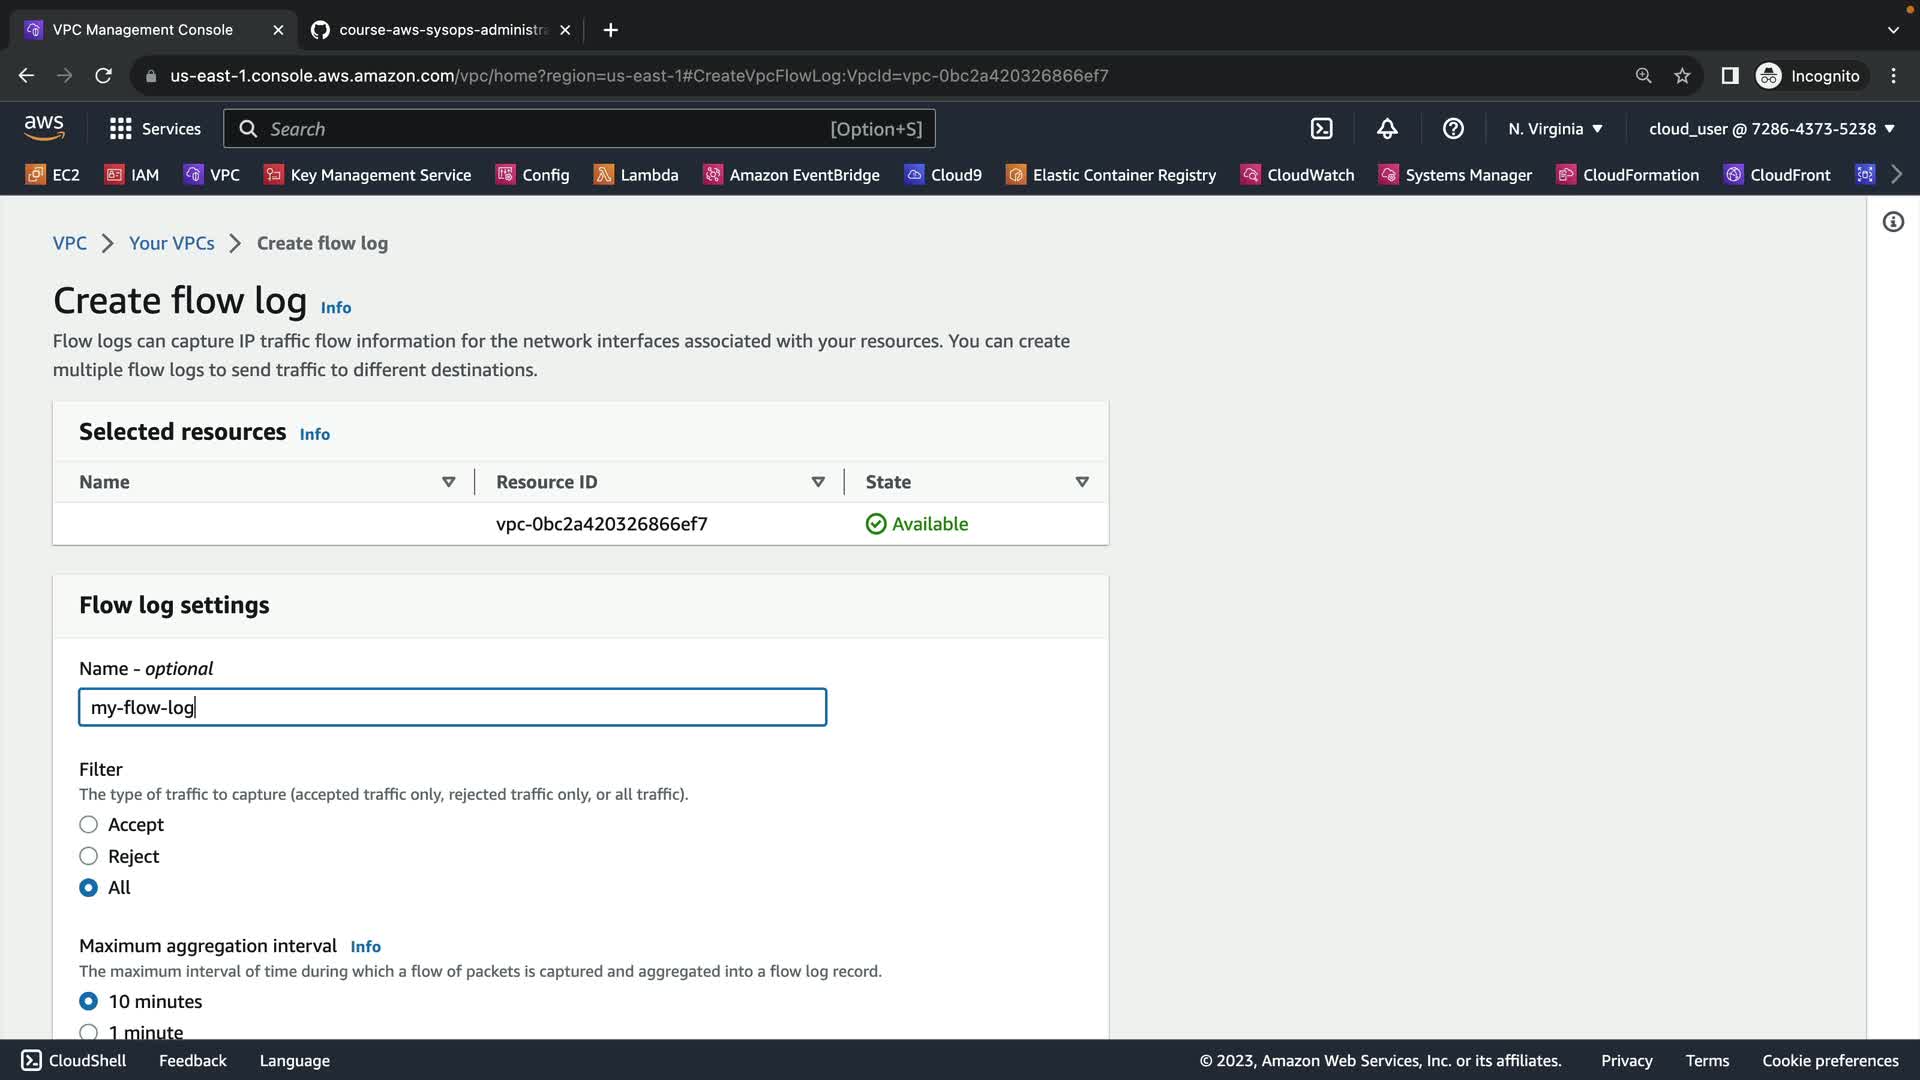 VPC Management Console
course-aws-sysops-administra
us-east-1.console.aws.amazon.com/vpc/home?region=us-east-1#CreateVpcFlowLog:VpcId=vpc-0bc2a420326866ef7
Incognito
aws
Services
Search
[Option+S]
N. Virginia
cloud_user @ 7286-4373-5238
EC2
IAM
VPC
Key Management Service
Config
Lambda
Amazon EventBridge
Cloud9
Elastic Container Registry
CloudWatch
Systems Manager
CloudFormation
CloudFront
VPC
Your VPCs
Create flow log
Create flow log Info
Flow logs can capture IP traffic flow information for the network interfaces associated with your resources. You can create
multiple flow logs to send traffic to different destinations.
Selected resources Info
Name
Resource ID
State
vpc-0bc2a420326866ef7
Available
Flow log settings
Name - optional
my-flow-log
Filter
The type of traffic to capture (accepted traffic only, rejected traffic only, or all traffic).
Accept
Reject
All
Maximum aggregation interval Info
The maximum interval of time during which a flow of packets is captured and aggregated into a flow log record.
10 minutes
1 minute
CloudShell
Feedback
Language
© 2023, Amazon Web Services, Inc. or its affiliates.
Privacy
Terms
Cookie preferences